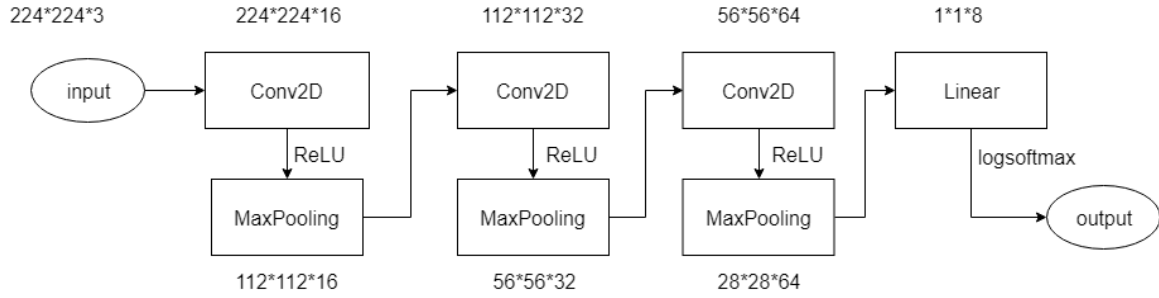 224*224*3
224*224*16
112*112*32
56*56*64
1*1*8
input
Conv2D
Conv2D
Conv2D
Linear
ReLU
ReLU
ReLU
logsoftmax
MaxPooling
MaxPooling
MaxPooling
output
112*112*16
56*56*32
28*28*64